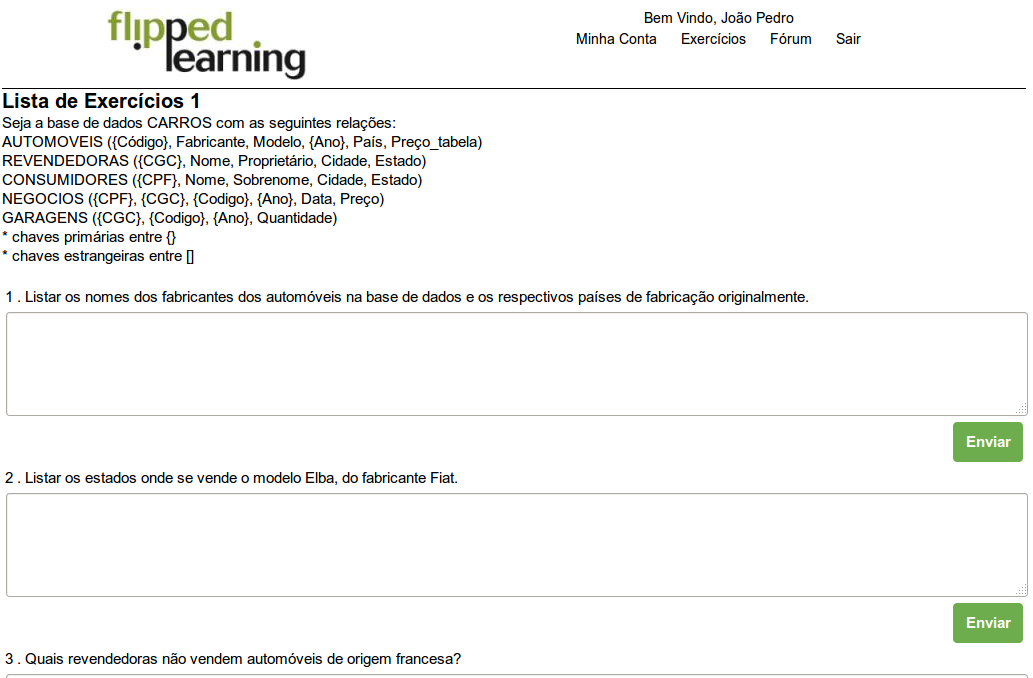 flipped
learning
Bem Vindo, João Pedro
Minha Conta Exercícios Fórum Sair
Lista de Exercícios 1
Seja a base de dados CARROS com as seguintes relações:
AUTOMOVEIS ({Código}, Fabricante, Modelo, {Ano}, País, Preço_tabela)
REVENDEDORAS ({CGC}, Nome, Proprietário, Cidade, Estado)
CONSUMIDORES ({CPF}, Nome, Sobrenome, Cidade, Estado)
NEGOCIOS ({CPF}, {CGC}, {Codigo}, {Ano}, Data, Preço)
GARAGENS ({CGC}, {Codigo}, {Ano}, Quantidade)
* chaves primárias entre {}
* chaves estrangeiras entre []
1 . Listar os nomes dos fabricantes dos automóveis na base de dados e os respectivos países de fabricação originalmente.
Enviar
2 . Listar os estados onde se vende o modelo Elba, do fabricante Fiat.
Enviar
3 . Quais revendedoras não vendem automóveis de origem francesa?